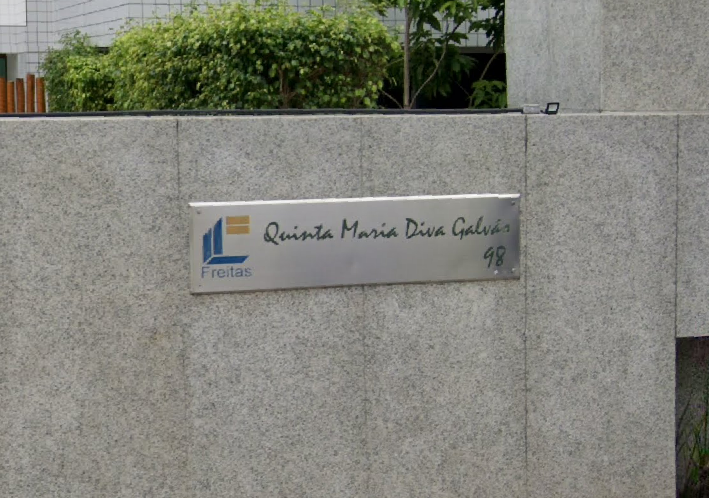 Quinta Maria Diva Galvão
98
Freitas